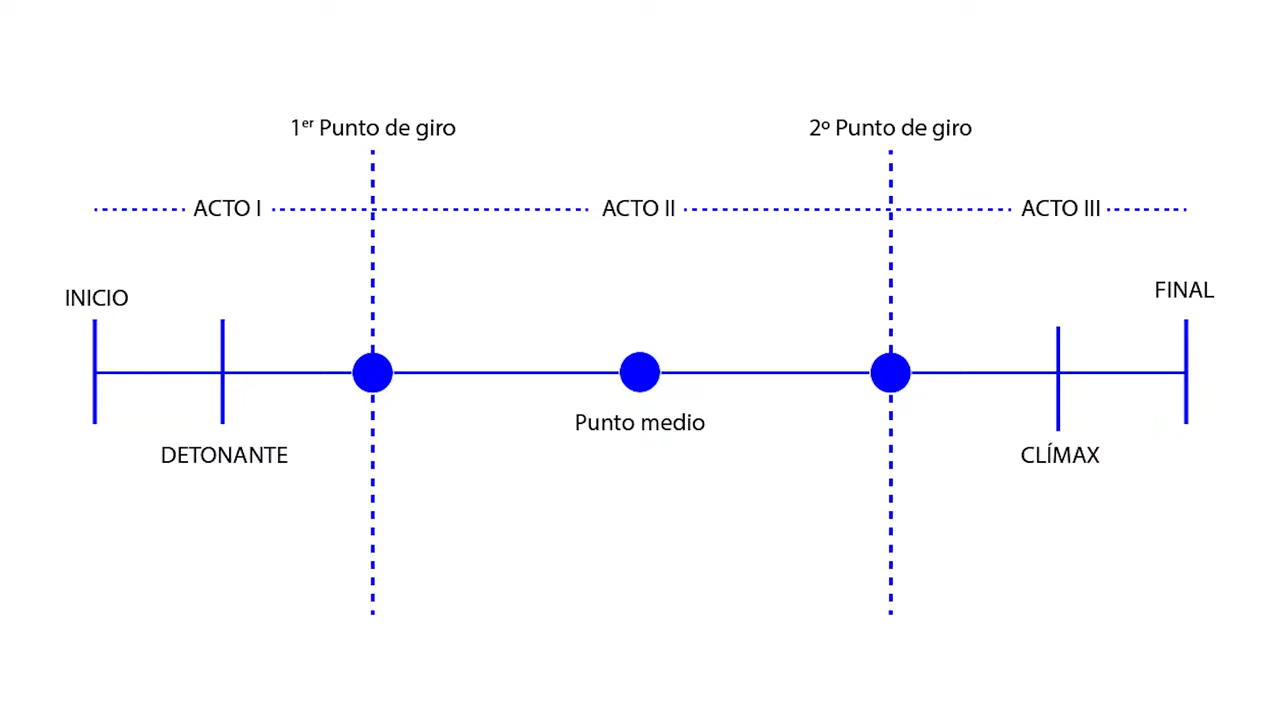 1er Punto de giro
2º Punto de giro
ACTO I
ACTO II
ACTO III
INICIO
FINAL
Punto medio
DETONANTE
CLÍMAX